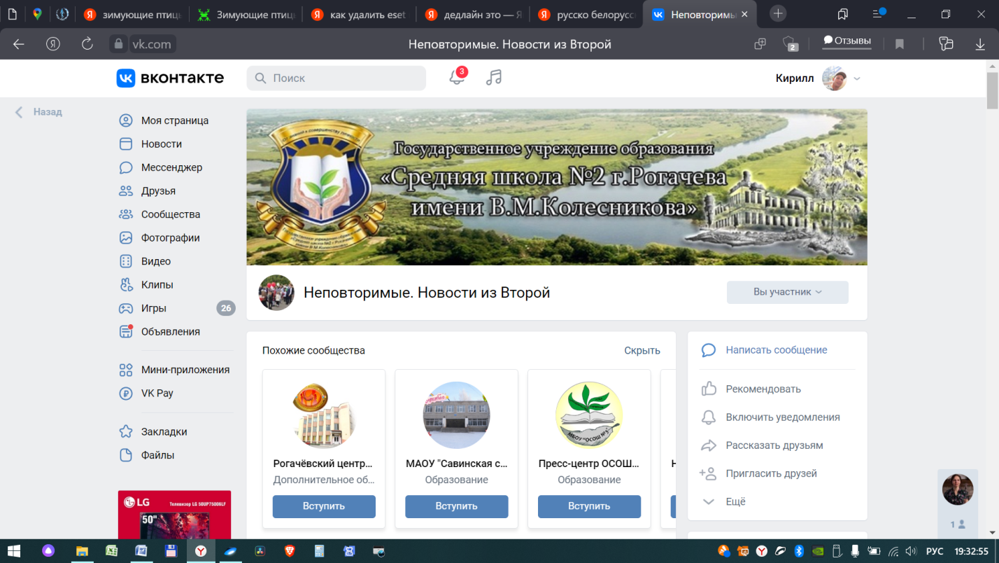 зимующие птиц
Зимующие птиц
как удалить eset
дедлайн это — Я
русско белорусс
Неповторимы
vk.com
Неповторимые. Новости из Второй
2
Отзывы
вконтакте
Поиск
3
Кирилл
Назад
Моя страница
Новости
Мессенджер
Друзья
Сообщества
Фотографии
Видео
Клипы
Игры
26
Объявления
Мини-приложения
VK Pay
Закладки
Файлы
LG
Телевизор LG 50UP75006LF
50"
Государственное учреждение образования
«Средняя школа №2 г.Рогачева
имени В.М.Колесникова»
Неповторимые. Новости из Второй
Вы участник
Похожие сообщества
Скрыть
Рогачёвский центр...
Дополнительное об...
Вступить
МАОУ "Савинская с...
Образование
Вступить
МБОУ "ОСОШ № 3"
Пресс-центр ОСОШ...
Образование
Вступить
Написать сообщение
Рекомендовать
Включить уведомления
Рассказать друзьям
Пригласить друзей
Ещё
1
РУС
19:32:55